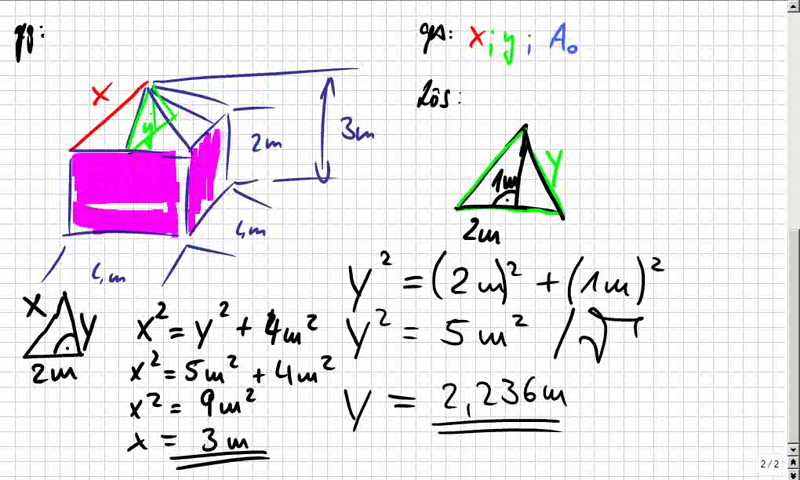 gg:
ges: x; y; A₀
Lös:
x
y
2m
3m
4m
4m
1m
y
2m
y² = (2m)² + (1m)²
y² = 5m² /√
y = 2,236m
x
y
2m
x² = y² + 4m²
x² = 5m² + 4m²
x² = 9m²
x = 3m
2/2